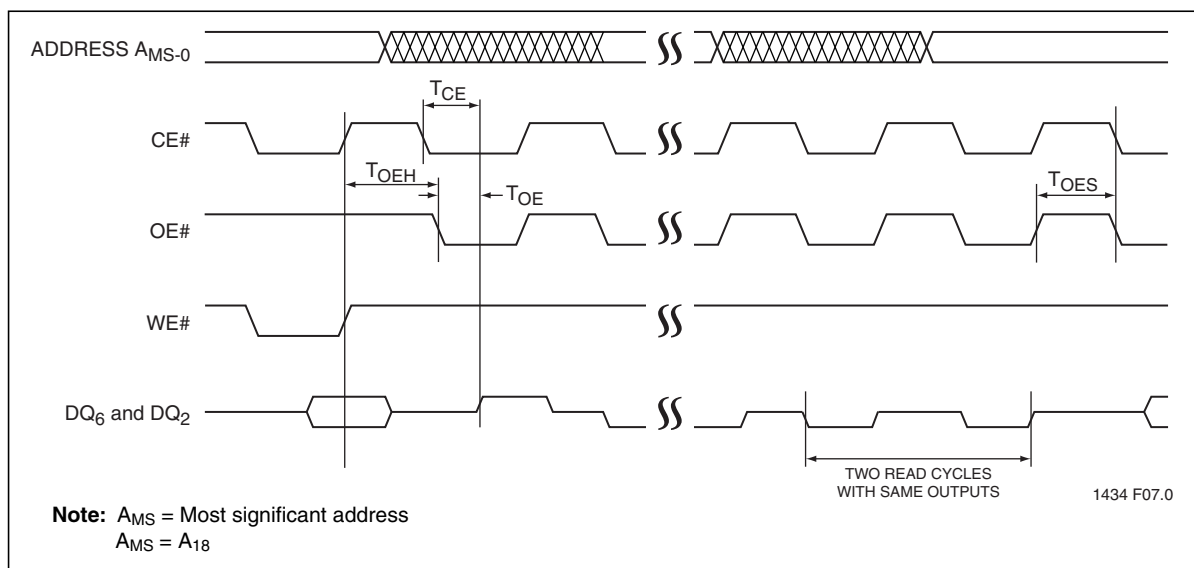 ADDRESS AMS-0
TCE
CE#
TOEH
TOE
TOES
OE#
WE#
DQ6 and DQ2
TWO READ CYCLES
WITH SAME OUTPUTS
1434 F07.0
Note: AMS = Most significant address
AMS = A18